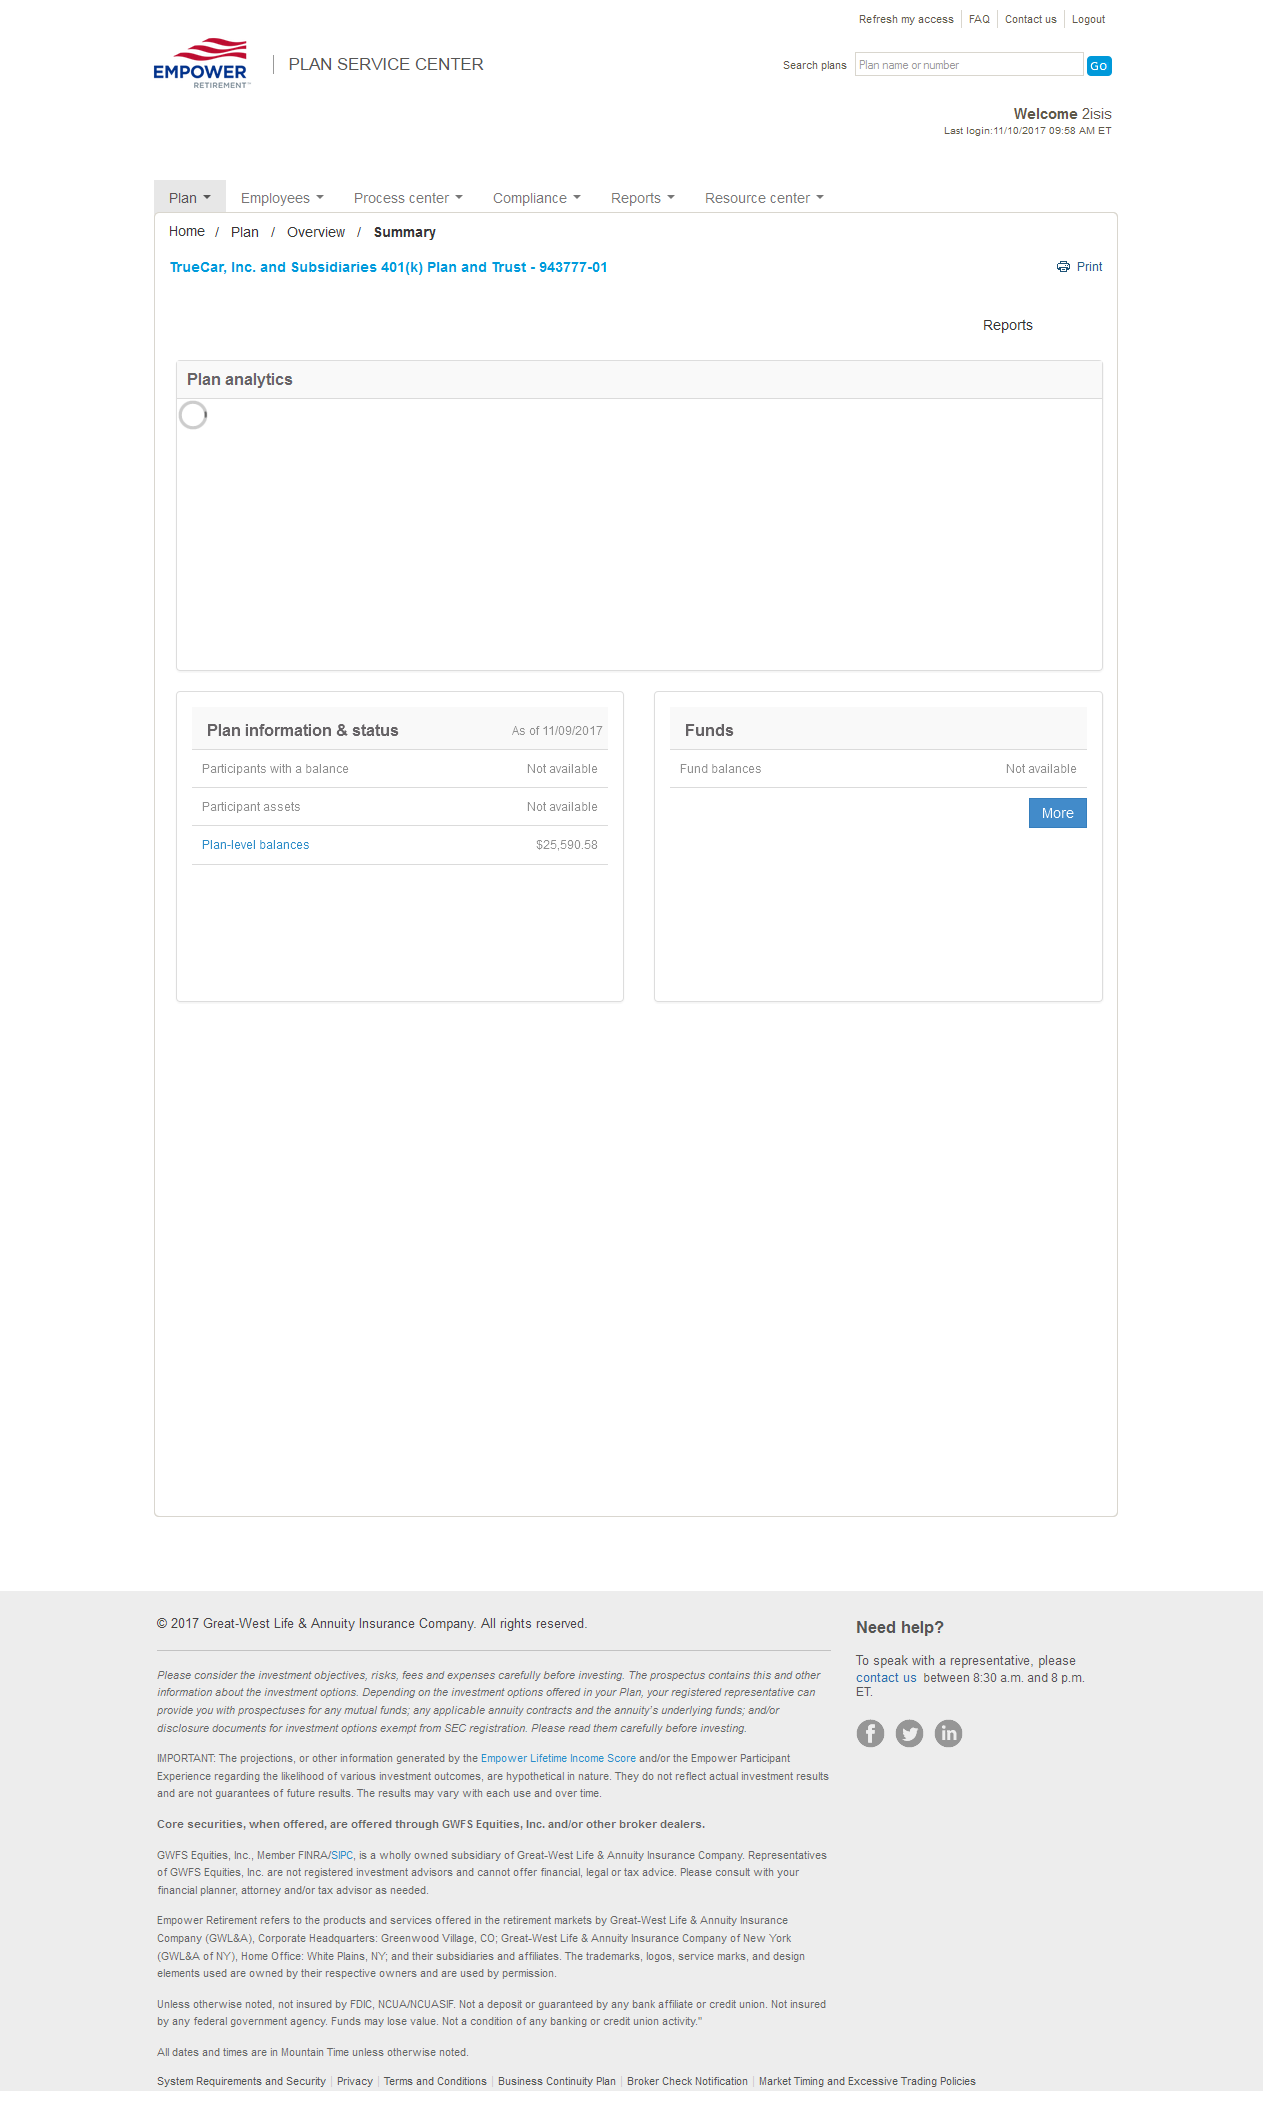 Refresh my access FAQ Contact us Logout
EMPOWER
RETIREMENT™
PLAN SERVICE CENTER
Search plans Plan name or number Go
Welcome 2isis
Last login:11/10/2017 09:58 AM ET
Plan Employees Process center Compliance Reports Resource center
Home / Plan / Overview / Summary
TrueCar, Inc. and Subsidiaries 401(k) Plan and Trust - 943777-01
Print
Reports
Plan analytics
Plan information & status As of 11/09/2017
Participants with a balance Not available
Participant assets Not available
Plan-level balances $25,590.58
Funds
Fund balances Not available
More
© 2017 Great-West Life & Annuity Insurance Company. All rights reserved.
Please consider the investment objectives, risks, fees and expenses carefully before investing. The prospectus contains this and other
information about the investment options. Depending on the investment options offered in your Plan, your registered representative can
provide you with prospectuses for any mutual funds; any applicable annuity contracts and the annuity's underlying funds; and/or
disclosure documents for investment options exempt from SEC registration. Please read them carefully before investing.
IMPORTANT: The projections, or other information generated by the Empower Lifetime Income Score and/or the Empower Participant
Experience regarding the likelihood of various investment outcomes, are hypothetical in nature. They do not reflect actual investment results
and are not guarantees of future results. The results may vary with each use and over time.
Core securities, when offered, are offered through GWFS Equities, Inc. and/or other broker dealers.
GWFS Equities, Inc., Member FINRA/SIPC, is a wholly owned subsidiary of Great-West Life & Annuity Insurance Company. Representatives
of GWFS Equities, Inc. are not registered investment advisors and cannot offer financial, legal or tax advice. Please consult with your
financial planner, attorney and/or tax advisor as needed.
Empower Retirement refers to the products and services offered in the retirement markets by Great-West Life & Annuity Insurance
Company (GWL&A), Corporate Headquarters: Greenwood Village, CO; Great-West Life & Annuity Insurance Company of New York
(GWL&A of NY), Home Office: White Plains, NY; and their subsidiaries and affiliates. The trademarks, logos, service marks, and design
elements used are owned by their respective owners and are used by permission.
Unless otherwise noted, not insured by FDIC, NCUA/NCUASIF. Not a deposit or guaranteed by any bank affiliate or credit union. Not insured
by any federal government agency. Funds may lose value. Not a condition of any banking or credit union activity."
All dates and times are in Mountain Time unless otherwise noted.
System Requirements and Security Privacy Terms and Conditions Business Continuity Plan Broker Check Notification Market Timing and Excessive Trading Policies
Need help?
To speak with a representative, please
contact us between 8:30 a.m. and 8 p.m.
ET.
f
in